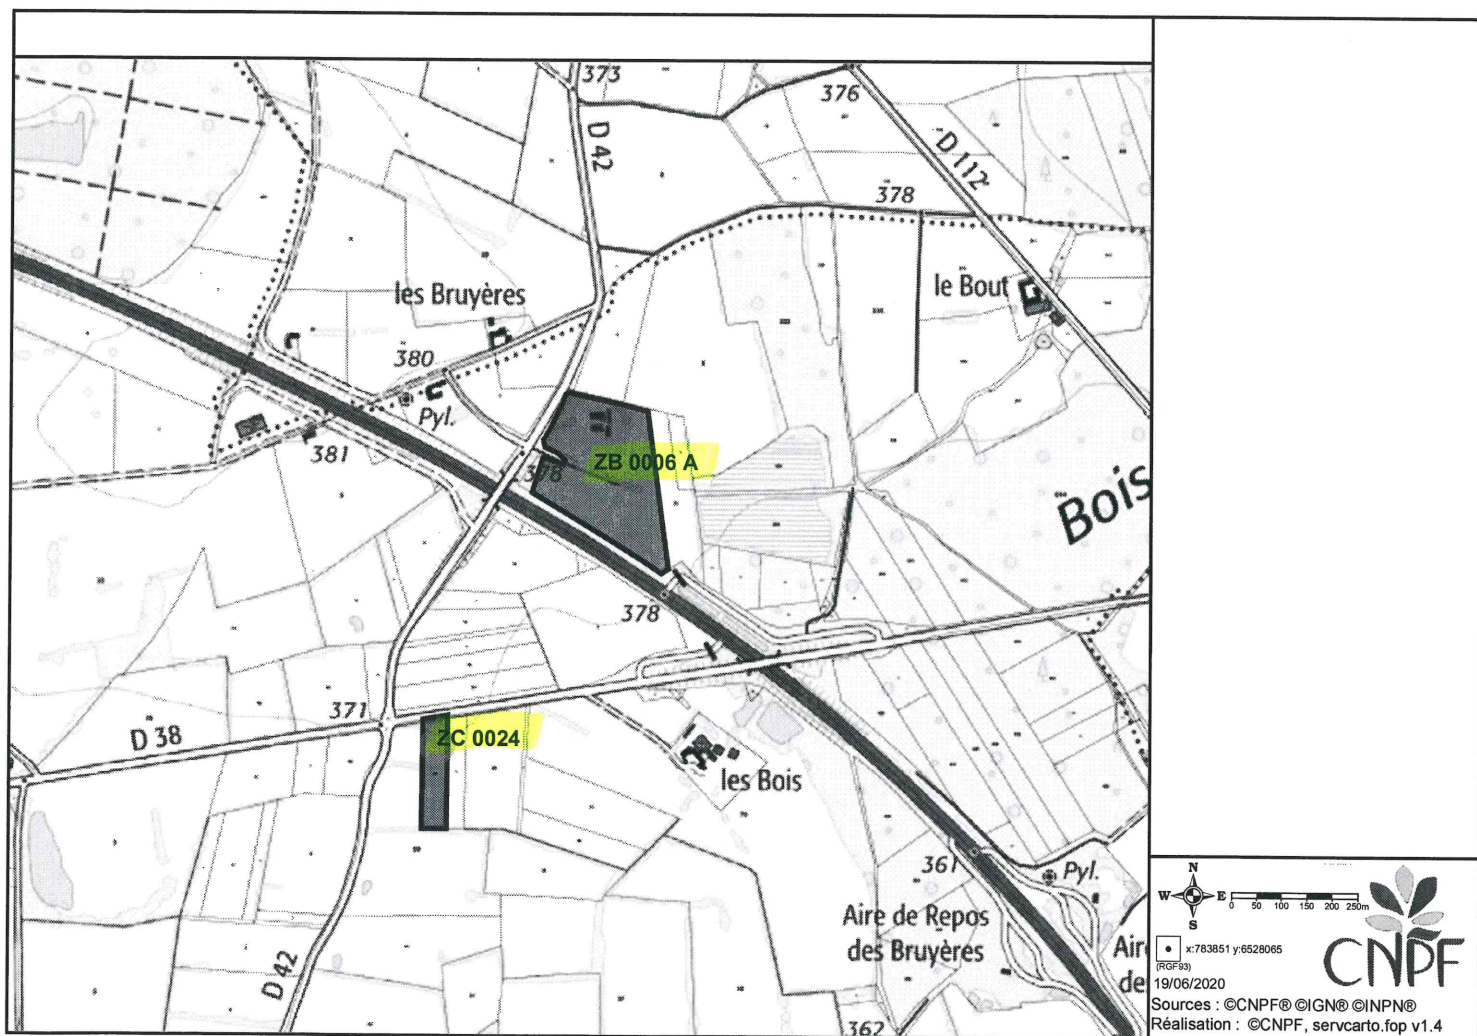 373
376
D 42
D 112
378
les Bruyères
le Bout
380
Pyl.
381
378
ZB 0006 A
Bois
378
371
D 38
ZC 0024
les Bois
361
Pyl.
Aire de Repos
des Bruyères
Aire
de
D 42
362
N
W E
S
0 50 100 150 200 250m
x:783851 y:6528065
(RGF93)
19/06/2020
CNPF
Sources : ©CNPF® ©IGN® ©INPN®
Réalisation : ©CNPF, servcarto.fop v1.4